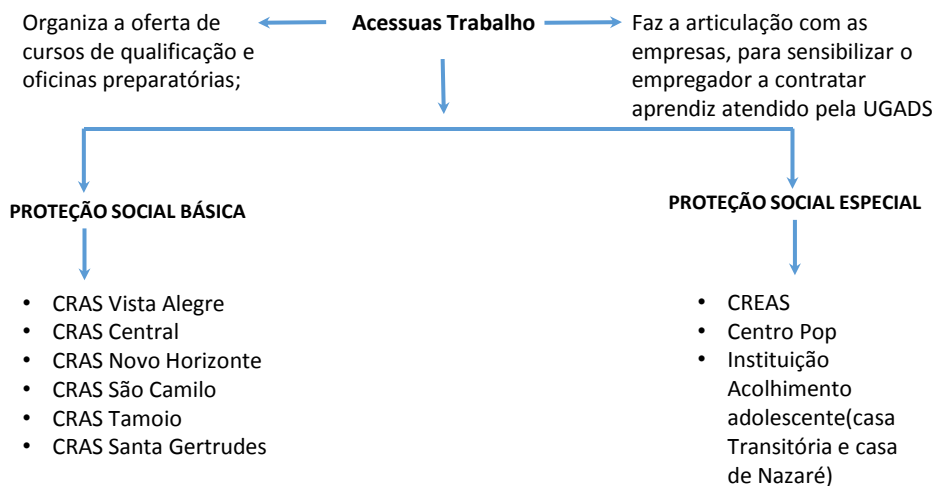 Organiza a oferta de
cursos de qualificação e
oficinas preparatórias;
Acessuas Trabalho
Faz a articulação com as
empresas, para sensibilizar o
empregador a contratar
aprendiz atendido pela UGADS
PROTEÇÃO SOCIAL BÁSICA
• CRAS Vista Alegre
• CRAS Central
• CRAS Novo Horizonte
• CRAS São Camilo
• CRAS Tamoio
• CRAS Santa Gertrudes
PROTEÇÃO SOCIAL ESPECIAL
• CREAS
• Centro Pop
• Instituição
Acolhimento
adolescente(casa
Transitória e casa
de Nazaré)